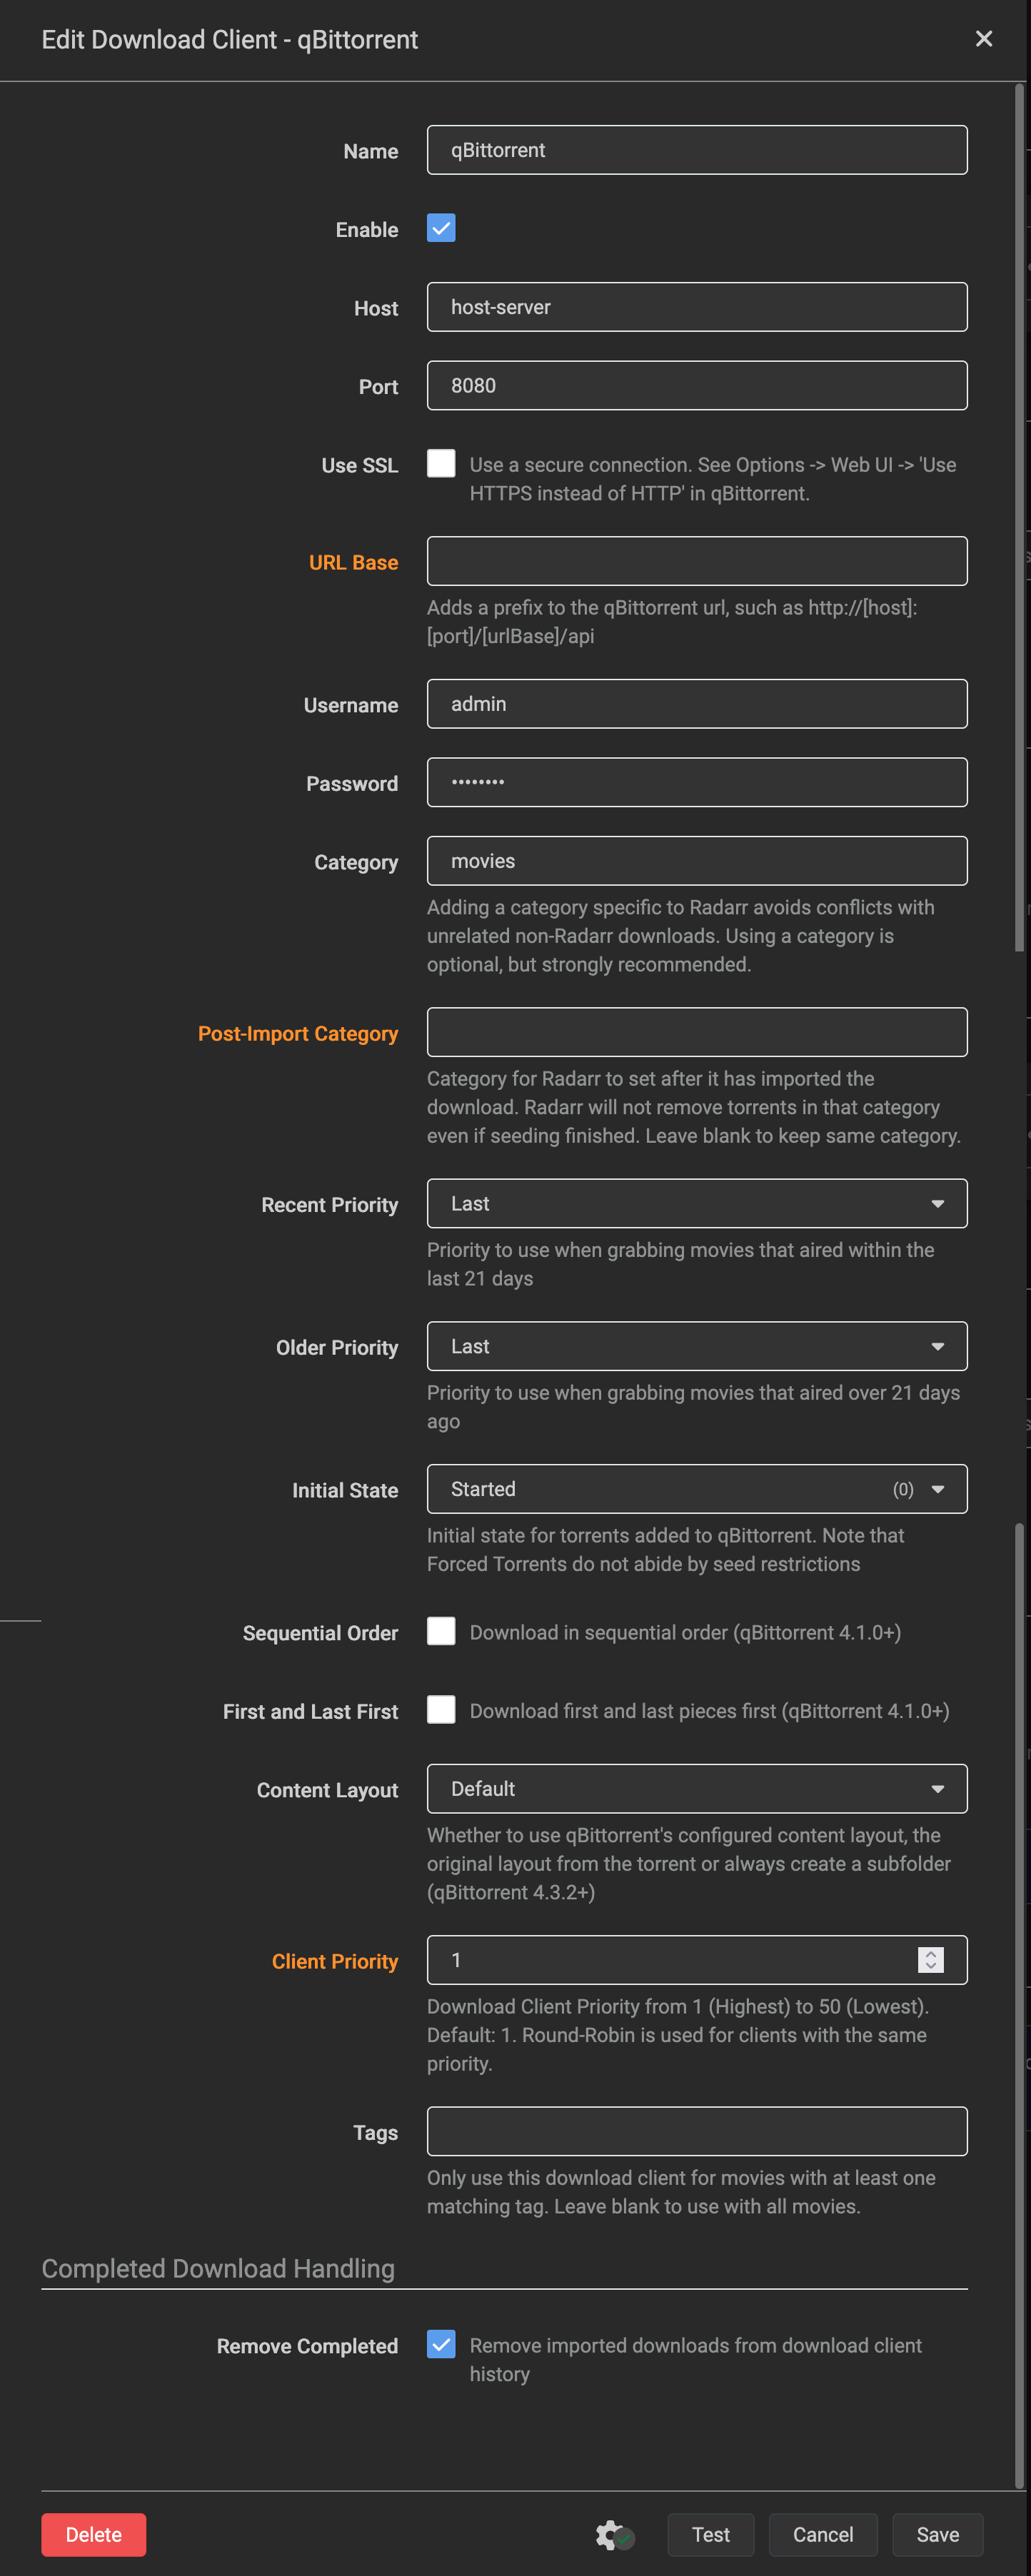 Edit Download Client - qBittorrent
Name
qBittorrent
Enable
Host
host-server
Port
8080
Use SSL
Use a secure connection. See Options -> Web UI -> 'Use
HTTPS instead of HTTP' in qBittorrent.
URL Base
Adds a prefix to the qBittorrent url, such as http://[host]:
[port]/[urlBase]/api
Username
admin
Password
••••••••
Category
movies
Adding a category specific to Radarr avoids conflicts with
unrelated non-Radarr downloads. Using a category is
optional, but strongly recommended.
Post-Import Category
Category for Radarr to set after it has imported the
download. Radarr will not remove torrents in that category
even if seeding finished. Leave blank to keep same category.
Recent Priority
Last
Priority to use when grabbing movies that aired within the
last 21 days
Older Priority
Last
Priority to use when grabbing movies that aired over 21 days
ago
Initial State
Started (0)
Initial state for torrents added to qBittorrent. Note that
Forced Torrents do not abide by seed restrictions
Sequential Order
Download in sequential order (qBittorrent 4.1.0+)
First and Last First
Download first and last pieces first (qBittorrent 4.1.0+)
Content Layout
Default
Whether to use qBittorrent's configured content layout, the
original layout from the torrent or always create a subfolder
(qBittorrent 4.3.2+)
Client Priority
1
Download Client Priority from 1 (Highest) to 50 (Lowest).
Default: 1. Round-Robin is used for clients with the same
priority.
Tags
Only use this download client for movies with at least one
matching tag. Leave blank to use with all movies.
Completed Download Handling
Remove Completed
Remove imported downloads from download client
history
Delete
Test
Cancel
Save